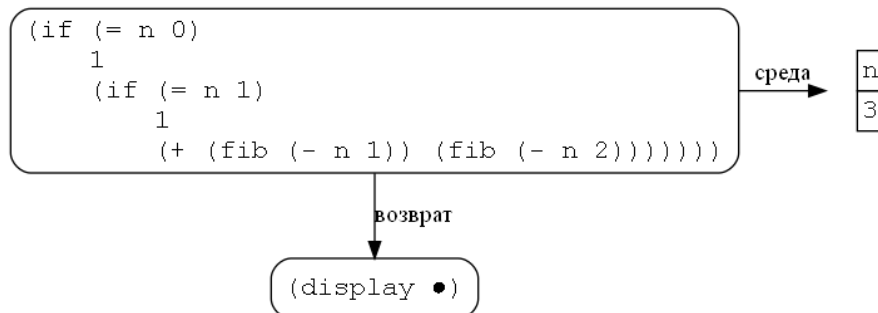 (if (= n 0)
1
(if (= n 1)
1
(+ (fib (- n 1)) (fib (- n 2)))))))
среда
n
3
возврат
(display ●)